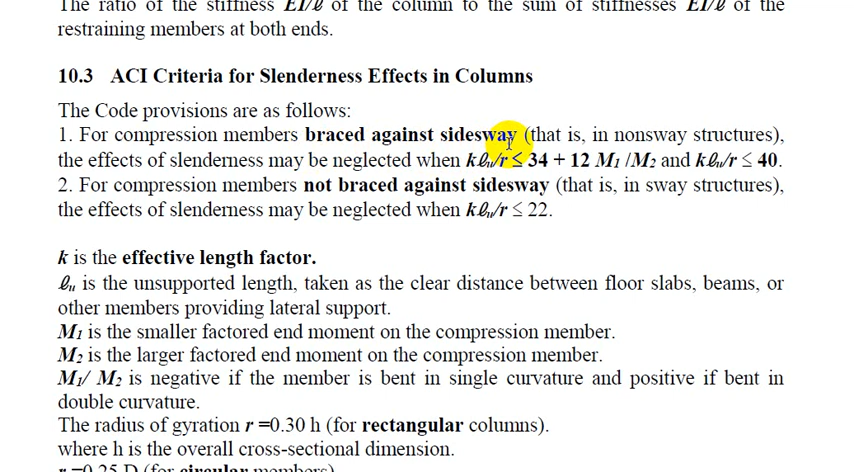 The ratio of the stiffness EI/ℓ of the column to the sum of stiffnesses EI/ℓ of the
restraining members at both ends.
10.3 ACI Criteria for Slenderness Effects in Columns
The Code provisions are as follows:
1. For compression members braced against sidesway (that is, in nonsway structures),
the effects of slenderness may be neglected when kℓu/r ≤ 34 + 12 M1 /M2 and kℓu/r ≤ 40.
2. For compression members not braced against sidesway (that is, in sway structures),
the effects of slenderness may be neglected when kℓu/r ≤ 22.
k is the effective length factor.
ℓu is the unsupported length, taken as the clear distance between floor slabs, beams, or
other members providing lateral support.
M1 is the smaller factored end moment on the compression member.
M2 is the larger factored end moment on the compression member.
M1/ M2 is negative if the member is bent in single curvature and positive if bent in
double curvature.
The radius of gyration r =0.30 h (for rectangular columns).
where h is the overall cross-sectional dimension.
r =0.25 D (for circular members)